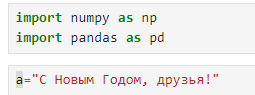 import numpy as np
import pandas as pd
a="С Новым Годом, друзья!"